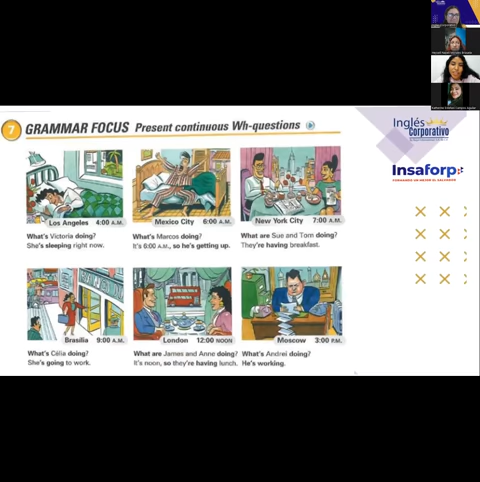 7 GRAMMAR FOCUS Present continuous Wh-questions
Inglés
Corporativo
Insaforp
Los Angeles 4:00 A.M.
Mexico City 6:00 A.M.
New York City 7:00 A.M.
What's Victoria doing?
She's sleeping right now.
What's Marcos doing?
It's 6:00 A.M., so he's getting up.
What are Sue and Tom doing?
They're having breakfast.
Brasília 9:00 A.M.
London 12:00 NOON
Moscow 3:00 P.M.
What's Célia doing?
She's going to work.
What are James and Anne doing?
It's noon, so they're having lunch.
What's Andrei doing?
He's working.